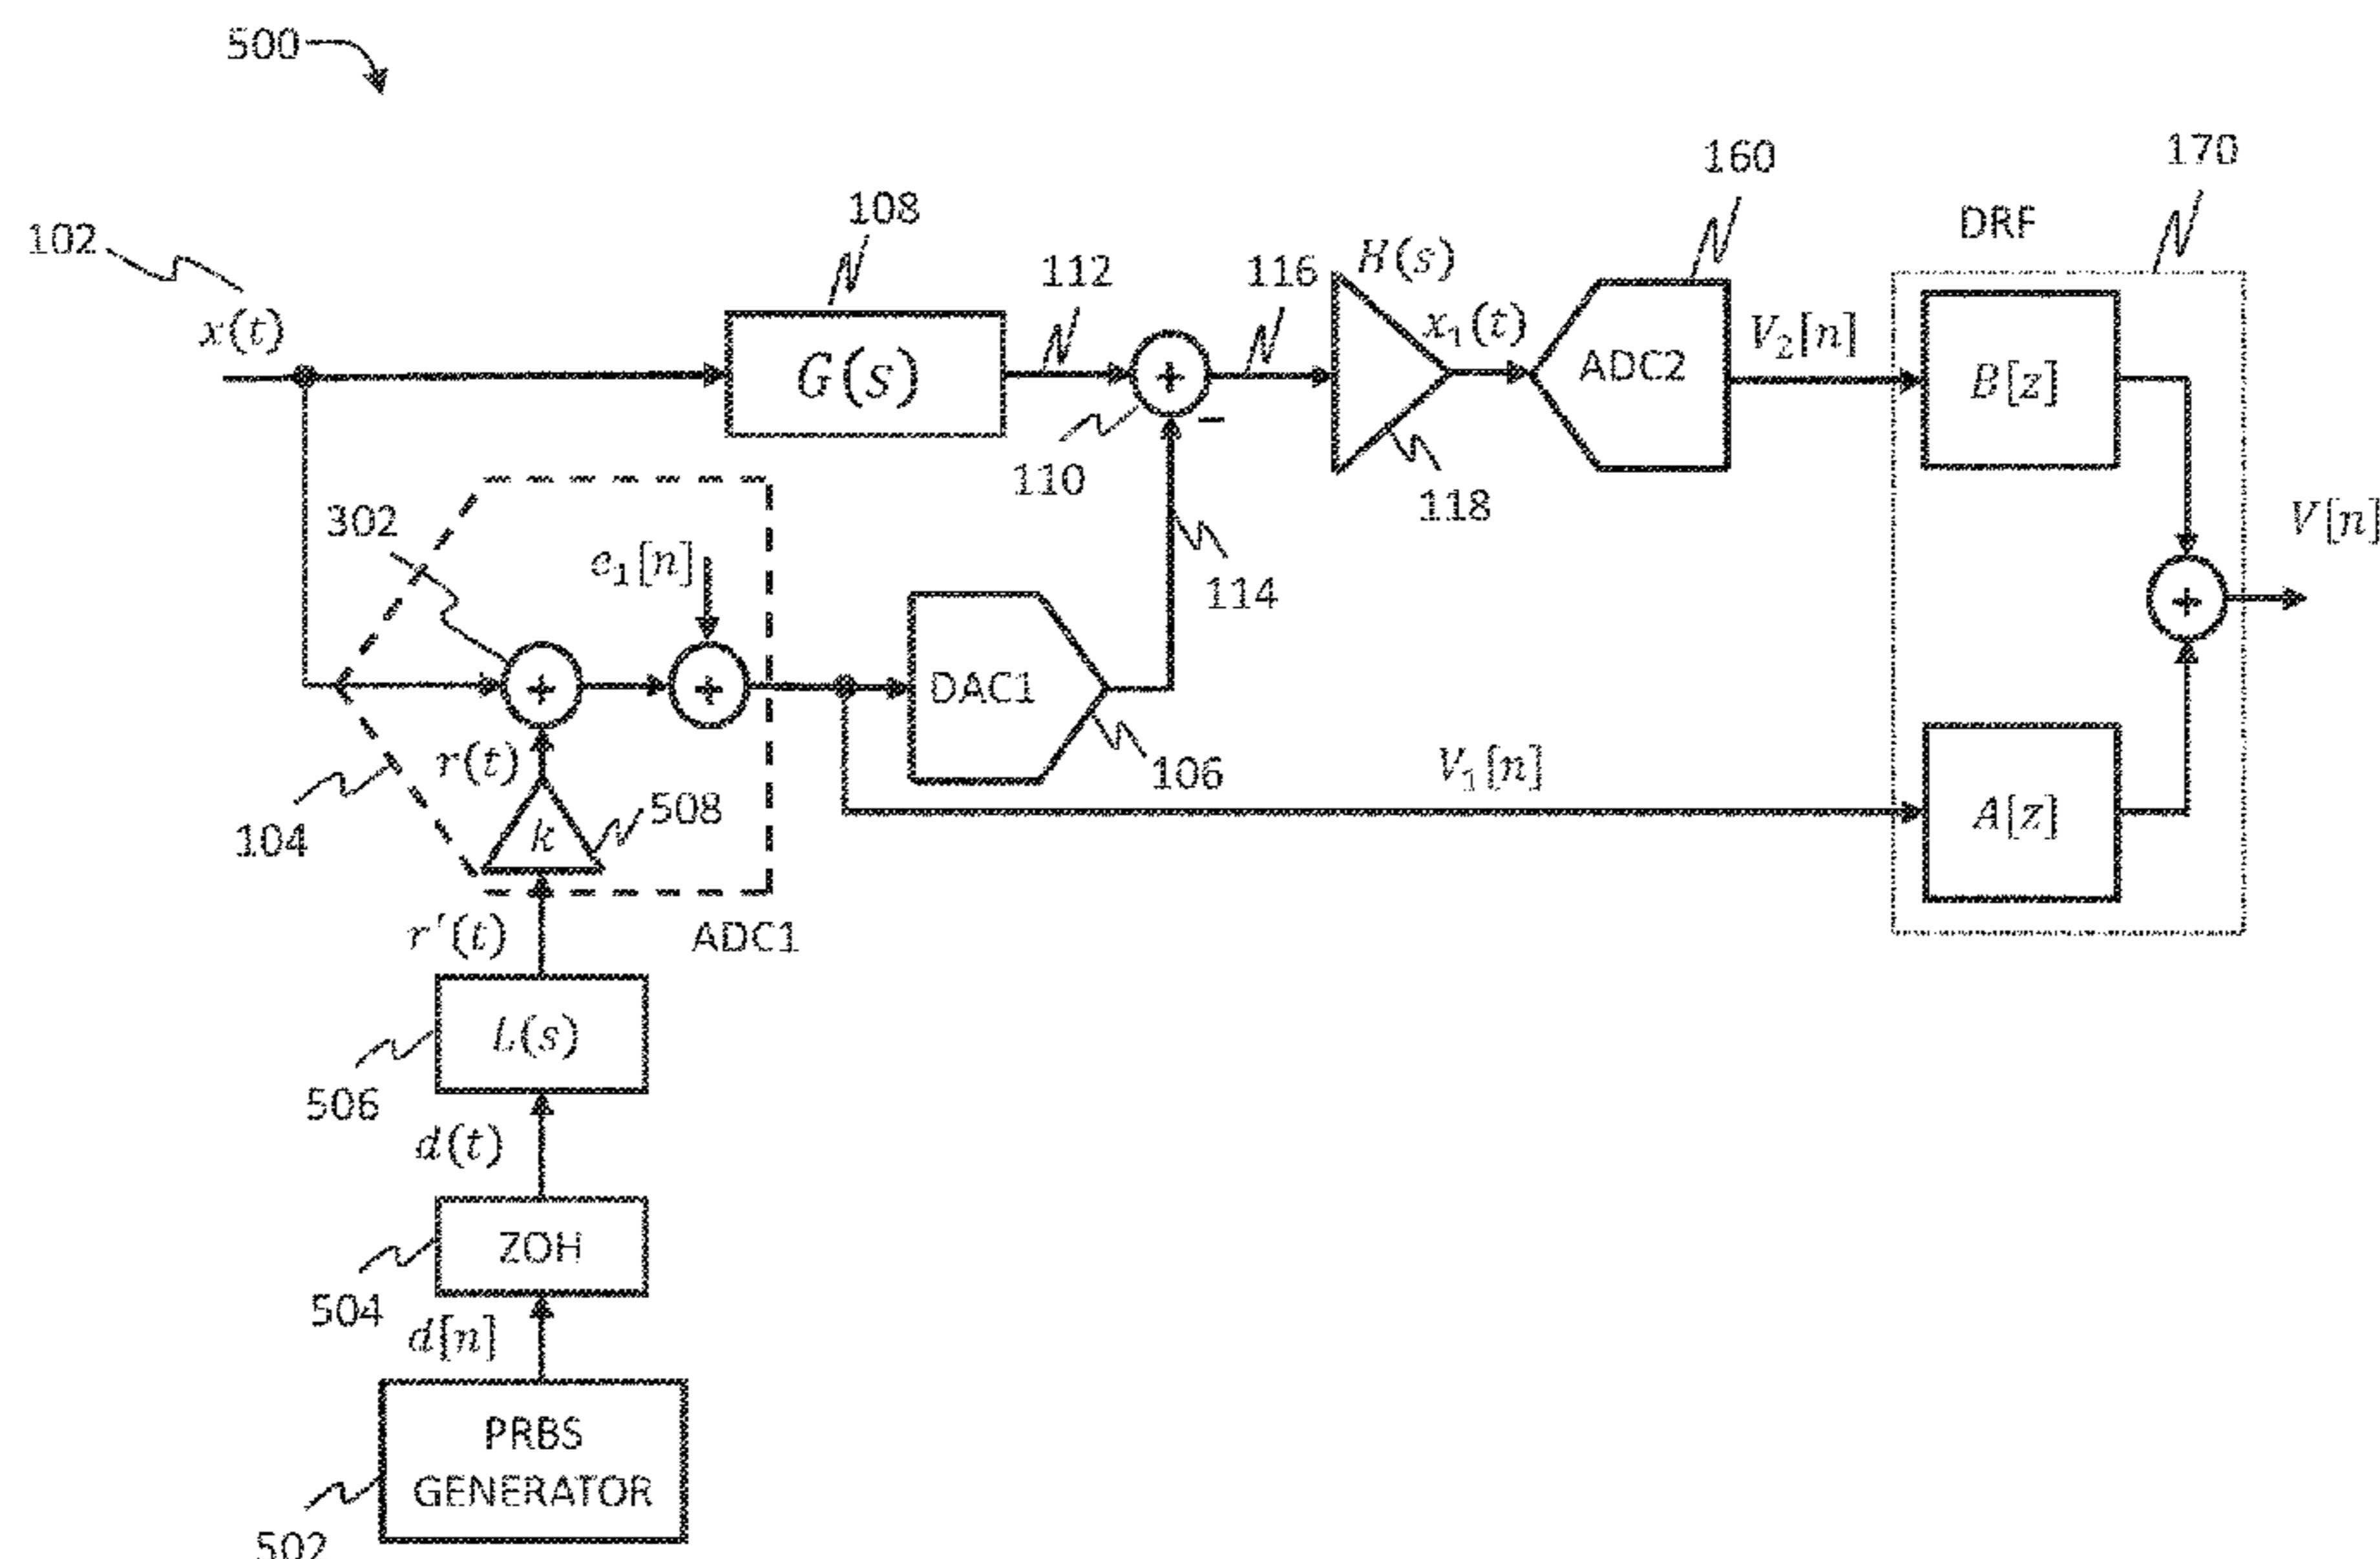 500
102
x(t)
108
G(s)
112
110
116
H(s)
x₁(t)
118
160
ADC2
V₂[n]
DRF
170
B[z]
V[n]
302
e₁[n]
104
r(t)
k
508
ADC1
DAC1
106
114
V₁[n]
A[z]
r'(t)
L(s)
506
d(t)
ZOH
504
d[n]
PRBS
GENERATOR
502